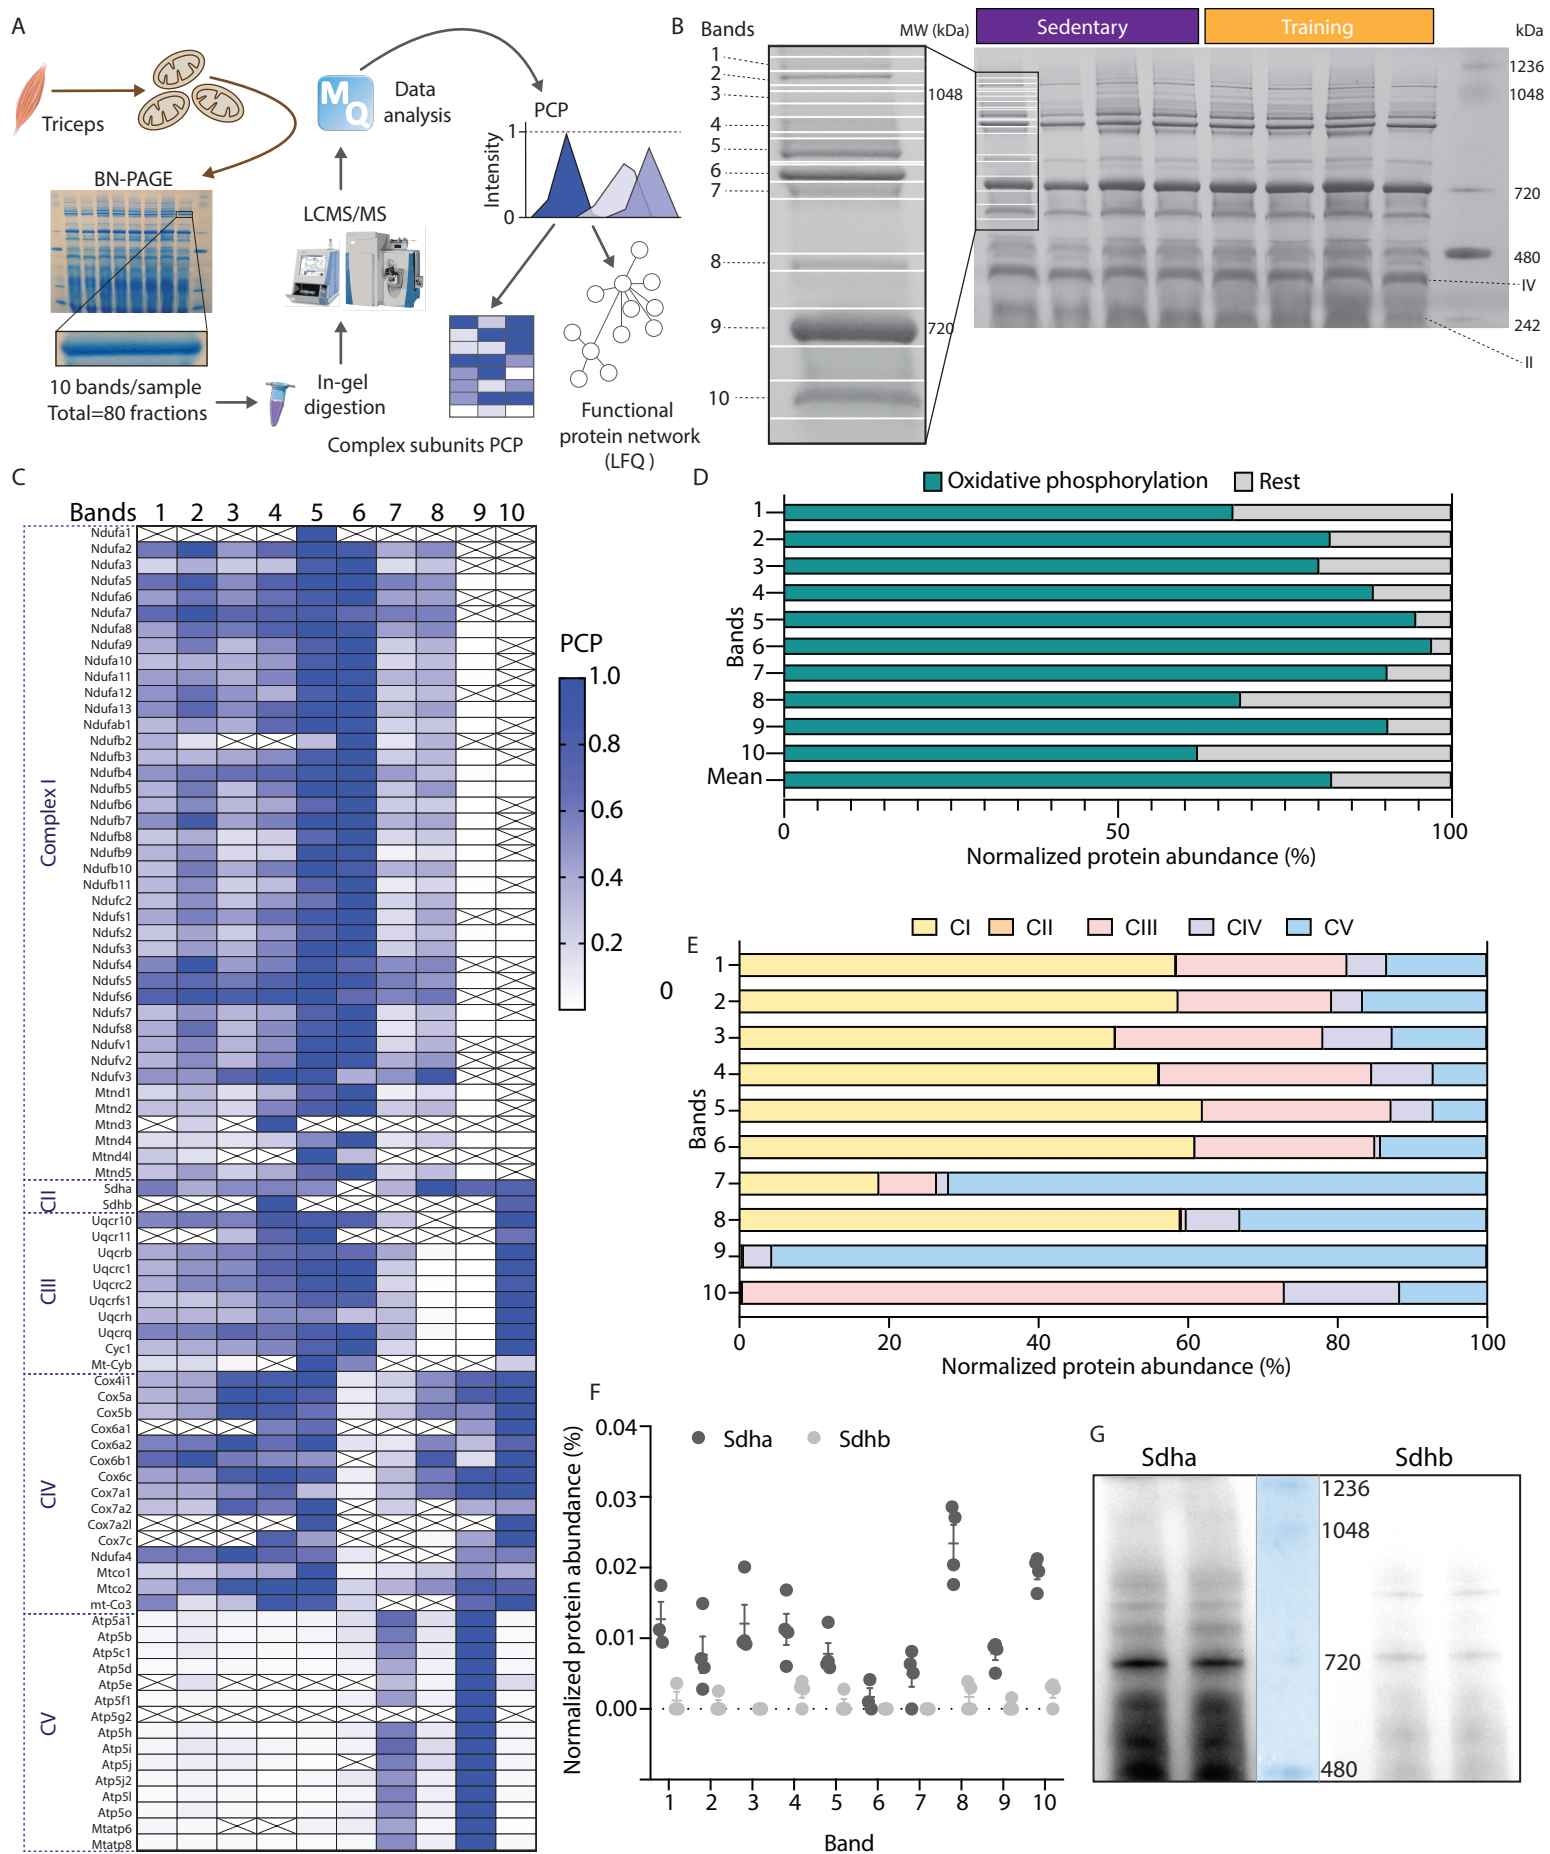 A
Triceps
BN-PAGE
10 bands/sample
Total=80 fractions
In-gel
digestion
LCMS/MS
MQ
Data
analysis
PCP
Intensity
1
0
Complex subunits PCP
Functional
protein network
(LFQ )
B
Bands
MW (kDa)
Sedentary
Training
kDa
1
2
3
4
5
6
7
8
9
10
1048
720
1236
1048
720
480
IV
242
II
C
Bands 1 2 3 4 5 6 7 8 9 10
Complex I
Ndufa1
Ndufa2
Ndufa3
Ndufa5
Ndufa6
Ndufa7
Ndufa8
Ndufa9
Ndufa10
Ndufa11
Ndufa12
Ndufa13
Ndufab1
Ndufb2
Ndufb3
Ndufb4
Ndufb5
Ndufb6
Ndufb7
Ndufb8
Ndufb9
Ndufb10
Ndufb11
Ndufc2
Ndufs1
Ndufs2
Ndufs3
Ndufs4
Ndufs5
Ndufs6
Ndufs7
Ndufs8
Ndufv1
Ndufv2
Ndufv3
Mtnd1
Mtnd2
Mtnd3
Mtnd4
Mtnd4l
Mtnd5
CII
Sdha
Sdhb
CIII
Uqcr10
Uqcr11
Uqcrb
Uqcrc1
Uqcrc2
Uqcrfs1
Uqcrh
Uqcrq
Cyc1
Mt-Cyb
CIV
Cox4i1
Cox5a
Cox5b
Cox6a1
Cox6a2
Cox6b1
Cox6c
Cox7a1
Cox7a2
Cox7a2l
Cox7c
Ndufa4
Mtco1
Mtco2
mt-Co3
CV
Atp5a1
Atp5b
Atp5c1
Atp5d
Atp5e
Atp5f1
Atp5g2
Atp5h
Atp5i
Atp5j
Atp5j2
Atp5l
Atp5o
Mtatp6
Mtatp8
PCP
1.0
0.8
0.6
0.4
0.2
0
D
Oxidative phosphorylation
Rest
Bands
1
2
3
4
5
6
7
8
9
10
Mean
0 50 100
Normalized protein abundance (%)
E
CI CII CIII CIV CV
Bands
1
2
3
4
5
6
7
8
9
10
0 20 40 60 80 100
Normalized protein abundance (%)
F
Normalized protein abundance (%)
Sdha
Sdhb
0.04
0.03
0.02
0.01
0.00
1 2 3 4 5 6 7 8 9 10
Band
G
Sdha
Sdhb
1236
1048
720
480